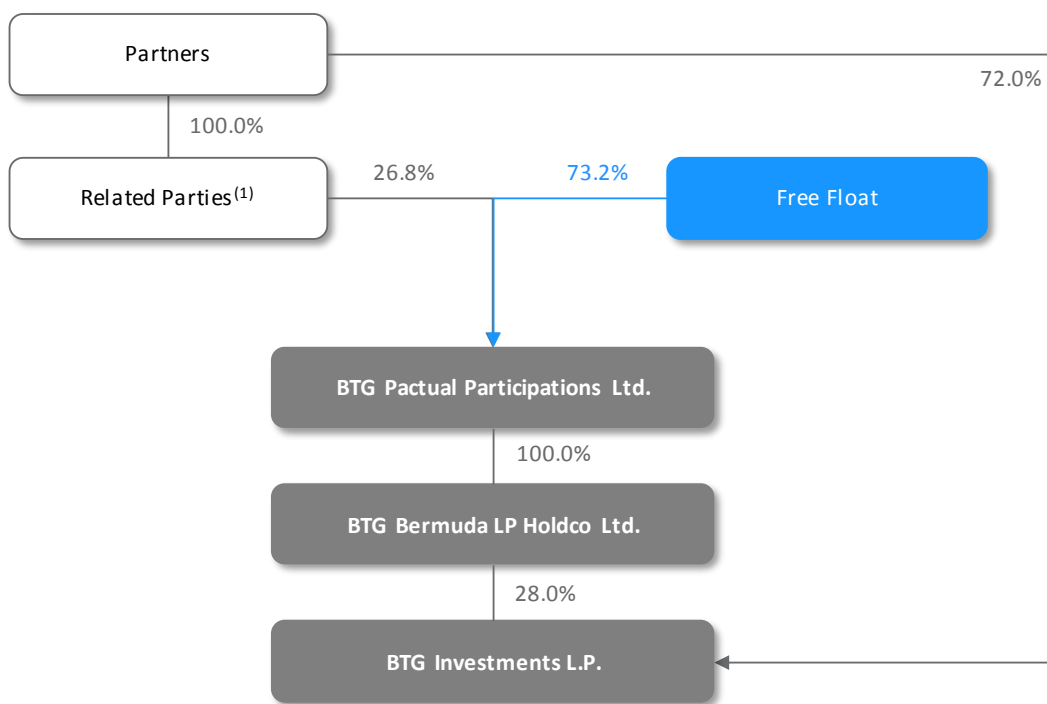 Partners
72.0%
100.0%
Related Parties(1)
26.8%
73.2%
Free Float
BTG Pactual Participations Ltd.
100.0%
BTG Bermuda LP Holdco Ltd.
28.0%
BTG Investments L.P.